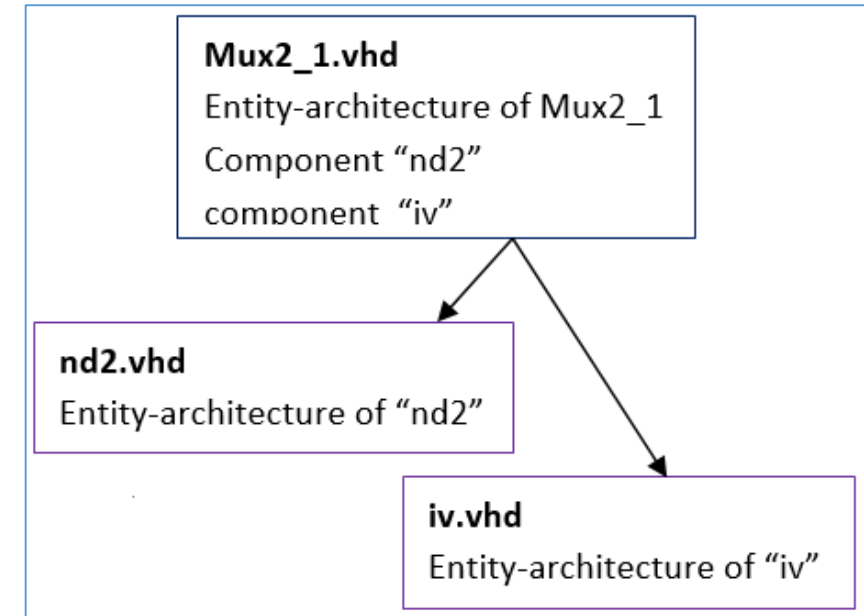 Mux2_1.vhd
Entity-architecture of Mux2_1
Component “nd2”
component “iv”
nd2.vhd
Entity-architecture of “nd2”
iv.vhd
Entity-architecture of “iv”